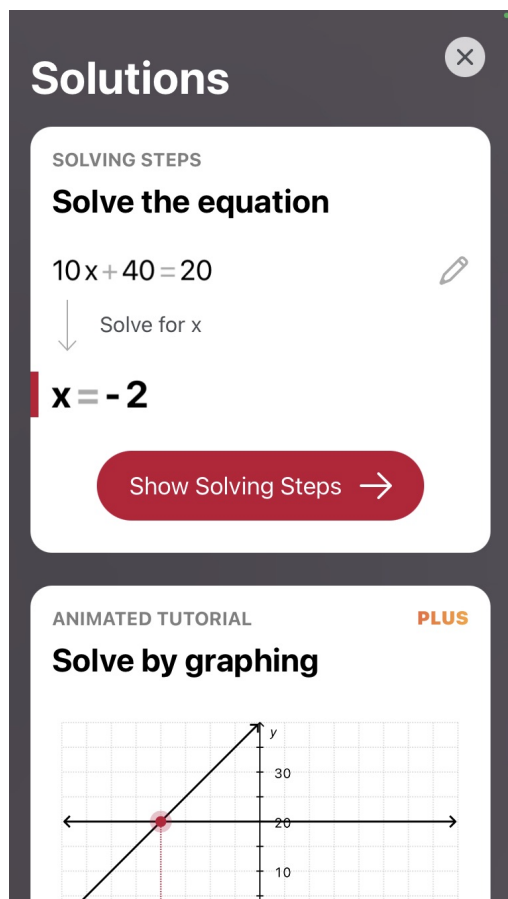 Solutions
SOLVING STEPS
Solve the equation
10x+40=20
Solve for x
x=-2
Show Solving Steps
ANIMATED TUTORIAL
PLUS
Solve by graphing
y
30
20
10